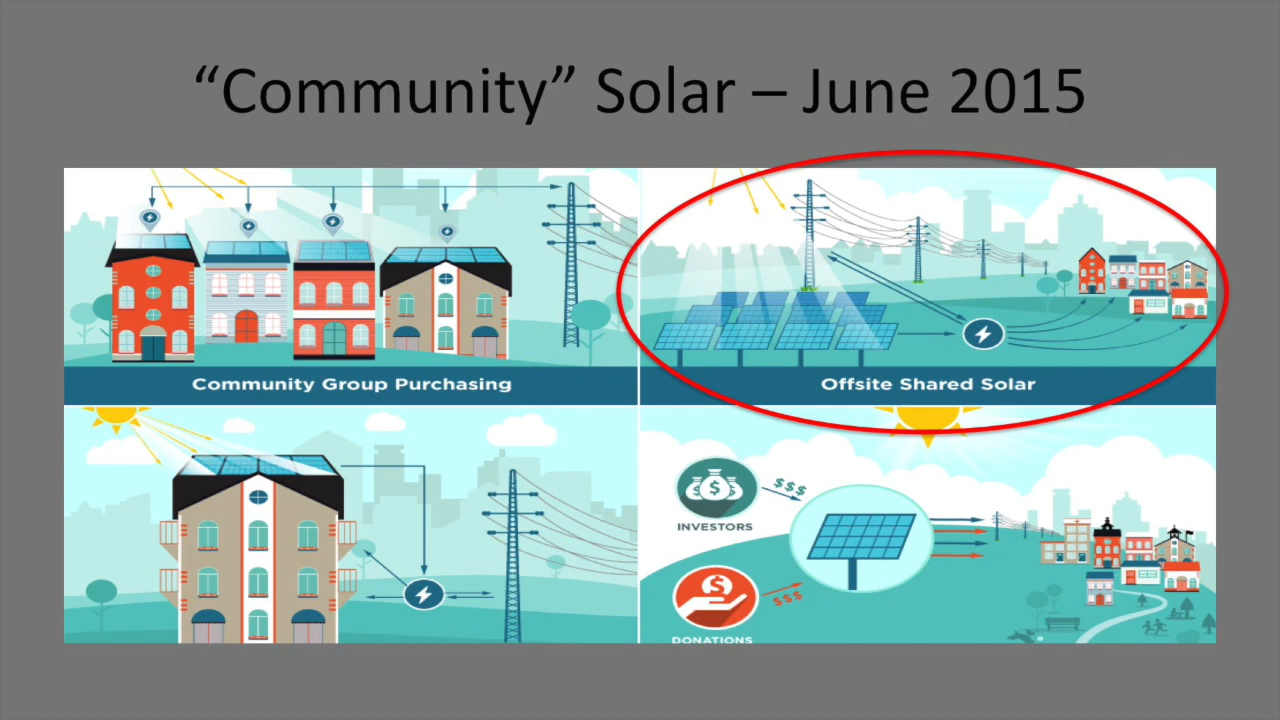 “Community” Solar – June 2015
Community Group Purchasing
Offsite Shared Solar
$
$$$
INVESTORS
$
$$$
DONATIONS